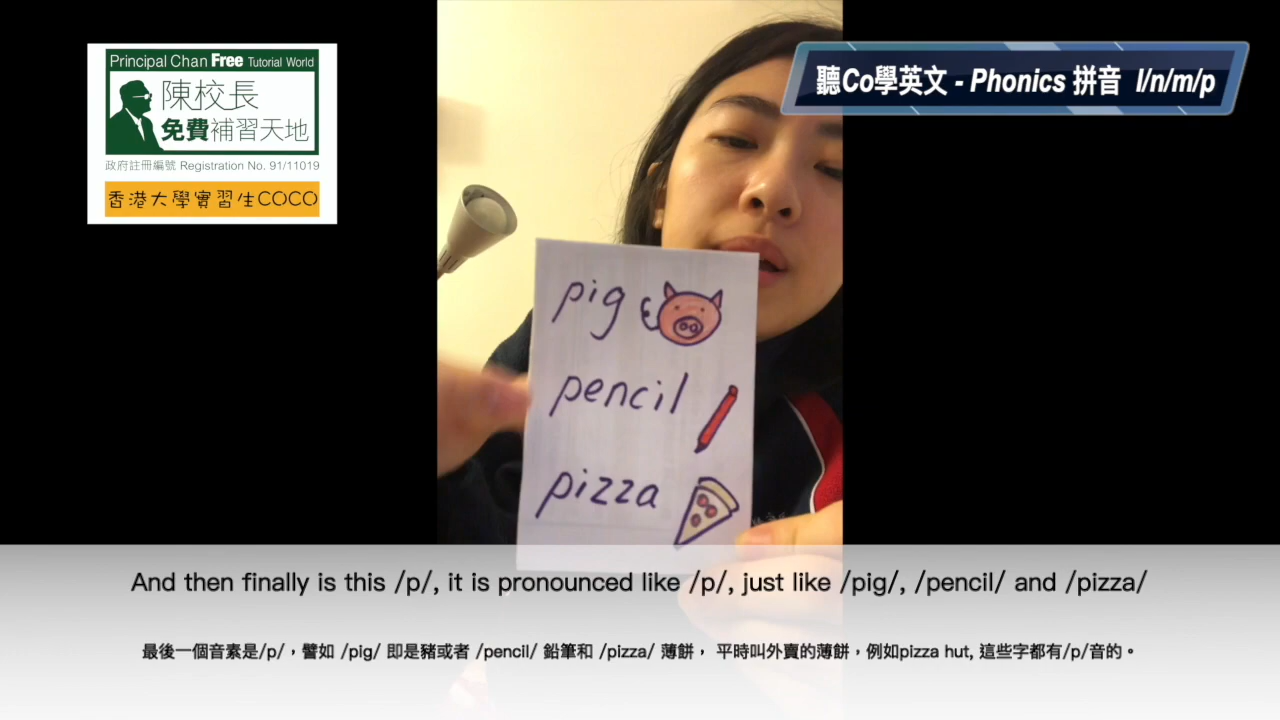 Principal Chan Free Tutorial World
陳校長
免費補習天地
政府註冊編號 Registration No. 91/11019
香港大學實習生COCO
聽Co學英文 - Phonics 拼音 l/n/m/p
pig
pencil
pizza
And then finally is this /p/, it is pronounced like /p/, just like /pig/, /pencil/ and /pizza/
最後一個音素是/p/，譬如 /pig/ 即是豬或者 /pencil/ 鉛筆和 /pizza/ 薄餅， 平時叫外賣的薄餅，例如pizza hut, 這些字都有/p/音的。